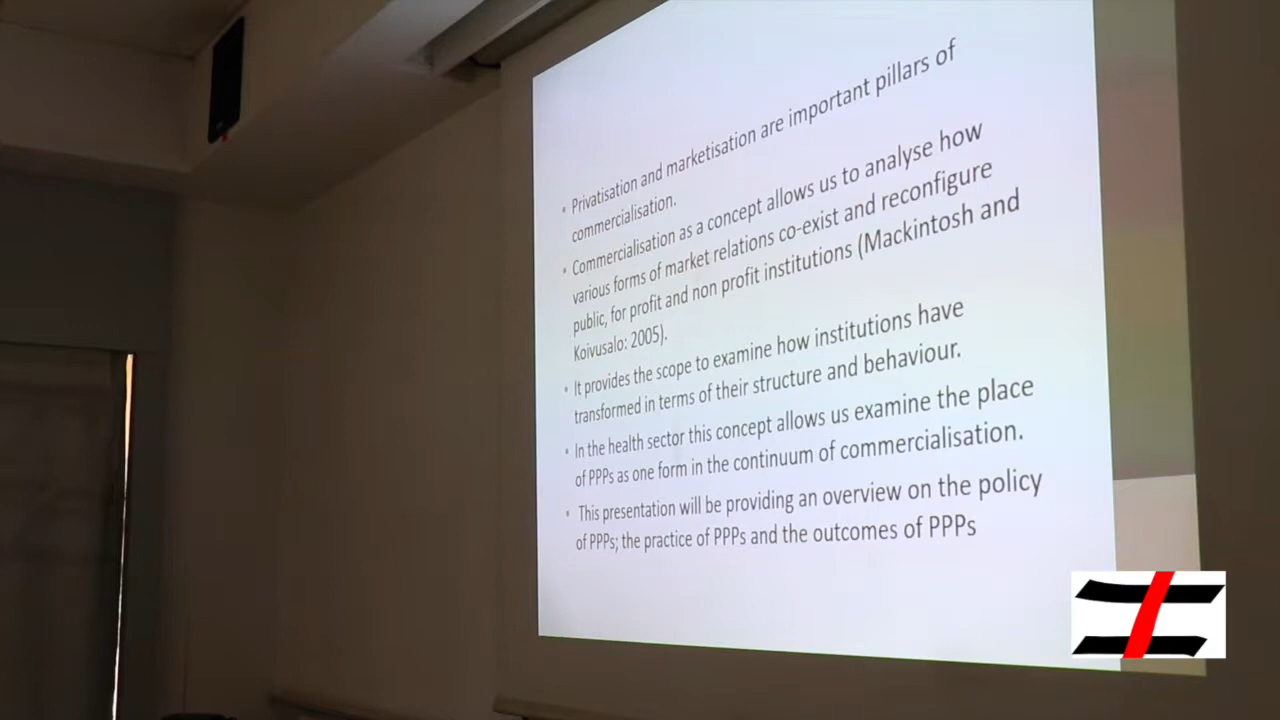 • Privatisation and marketisation are important pillars of
commercialisation.
• Commercialisation as a concept allows us to analyse how
various forms of market relations co-exist and reconfigure
public, for profit and non profit institutions (Mackintosh and
Koivusalo: 2005).
• It provides the scope to examine how institutions have
transformed in terms of their structure and behaviour.
• In the health sector this concept allows us examine the place
of PPPs as one form in the continuum of commercialisation.
• This presentation will be providing an overview on the policy
of PPPs; the practice of PPPs and the outcomes of PPPs